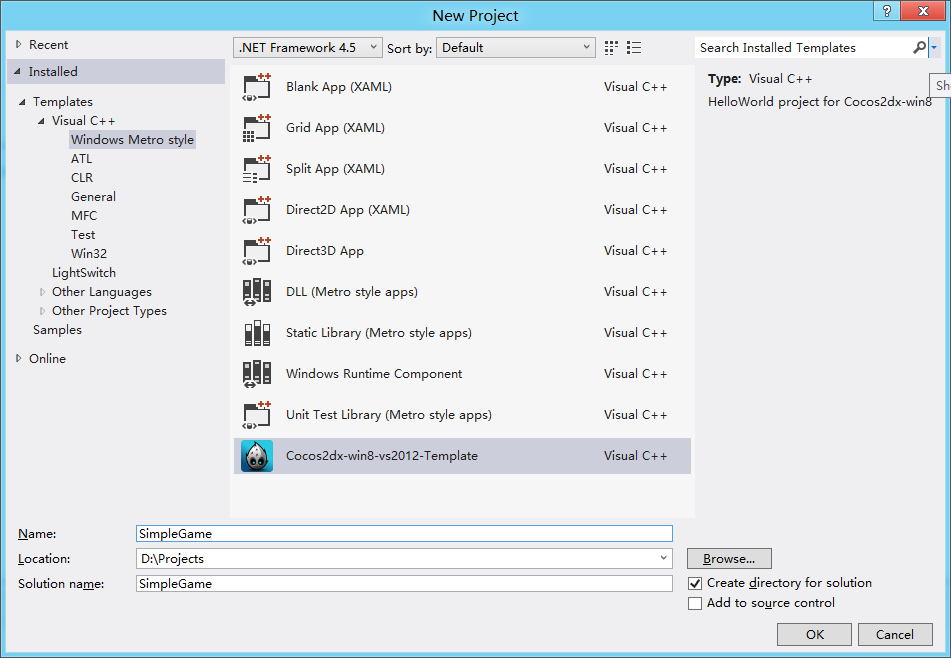 New Project
?
Recent
Installed
Templates
Visual C++
Windows Metro style
ATL
CLR
General
MFC
Test
Win32
LightSwitch
Other Languages
Other Project Types
Samples
Online
.NET Framework 4.5 Sort by: Default
Blank App (XAML) Visual C++
Grid App (XAML) Visual C++
Split App (XAML) Visual C++
Direct2D App (XAML) Visual C++
Direct3D App Visual C++
DLL (Metro style apps) Visual C++
Static Library (Metro style apps) Visual C++
Windows Runtime Component Visual C++
Unit Test Library (Metro style apps) Visual C++
Cocos2dx-win8-vs2012-Template Visual C++
Search Installed Templates
Type: Visual C++
Sh
HelloWorld project for Cocos2dx-win8
Name: SimpleGame
Location: D:\Projects Browse...
Solution name: SimpleGame
Create directory for solution
Add to source control
OK Cancel